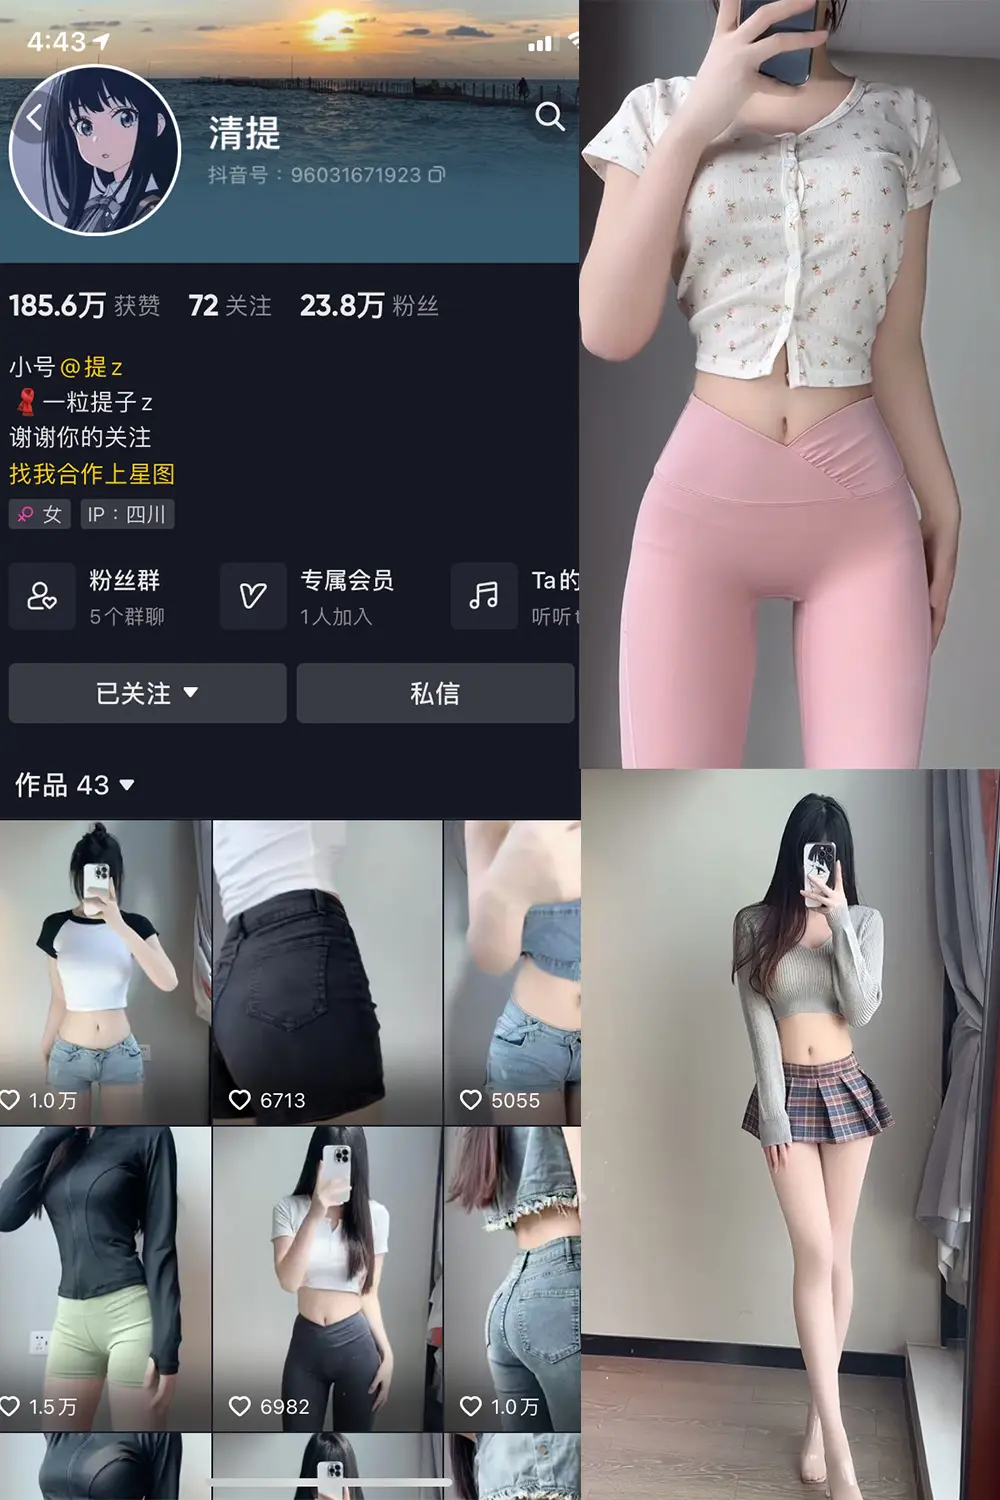 4:43
清提
抖音号：96031671923
185.6万 获赞 72 关注 23.8万 粉丝
小号@提z
一粒提子z
谢谢你的关注
找我合作上星图
女 IP：四川
粉丝群 专属会员 Ta的
5个群聊 1人加入 听听t
已关注 私信
作品 43
1.0万 6713 5055
1.5万 6982 1.0万